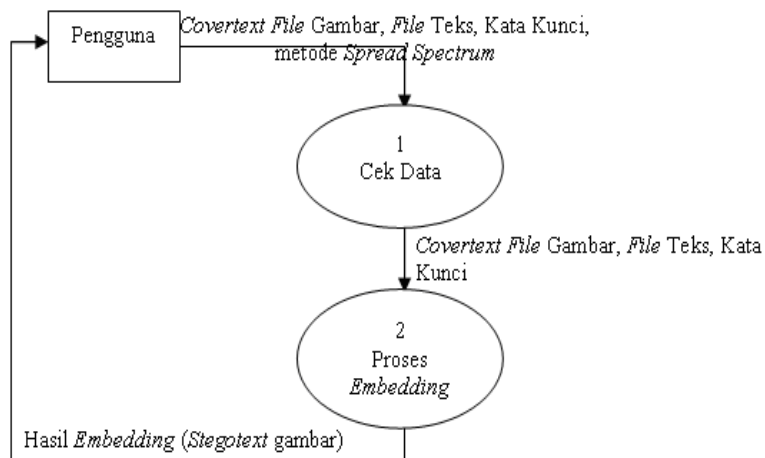 Pengguna
Covertext File Gambar, File Teks, Kata Kunci,
metode Spread Spectrum
1
Cek Data
Covertext File Gambar, File Teks, Kata
Kunci
2
Proses
Embedding
Hasil Embedding (Stegotext gambar)